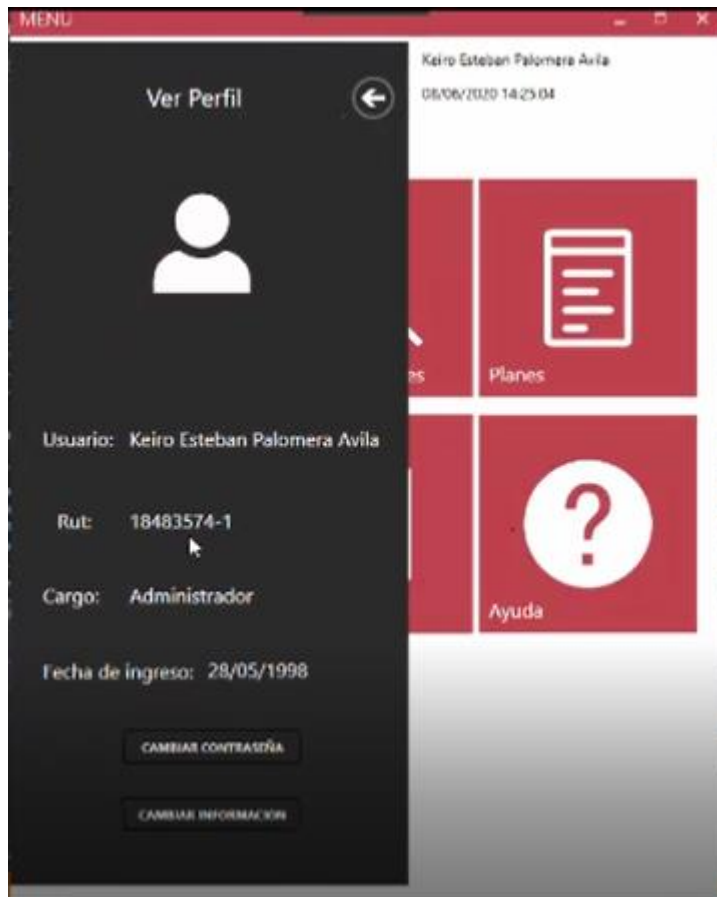 MENU
Keiro Esteban Palomera Avila
08/06/2020 14:25:04
Ver Perfil
es
Planes
Usuario: Keiro Esteban Palomera Avila
Rut: 18483574-1
Cargo: Administrador
Ayuda
Fecha de ingreso: 28/05/1998
CAMBIAR CONTRASEÑA
CAMBIAR INFORMACION